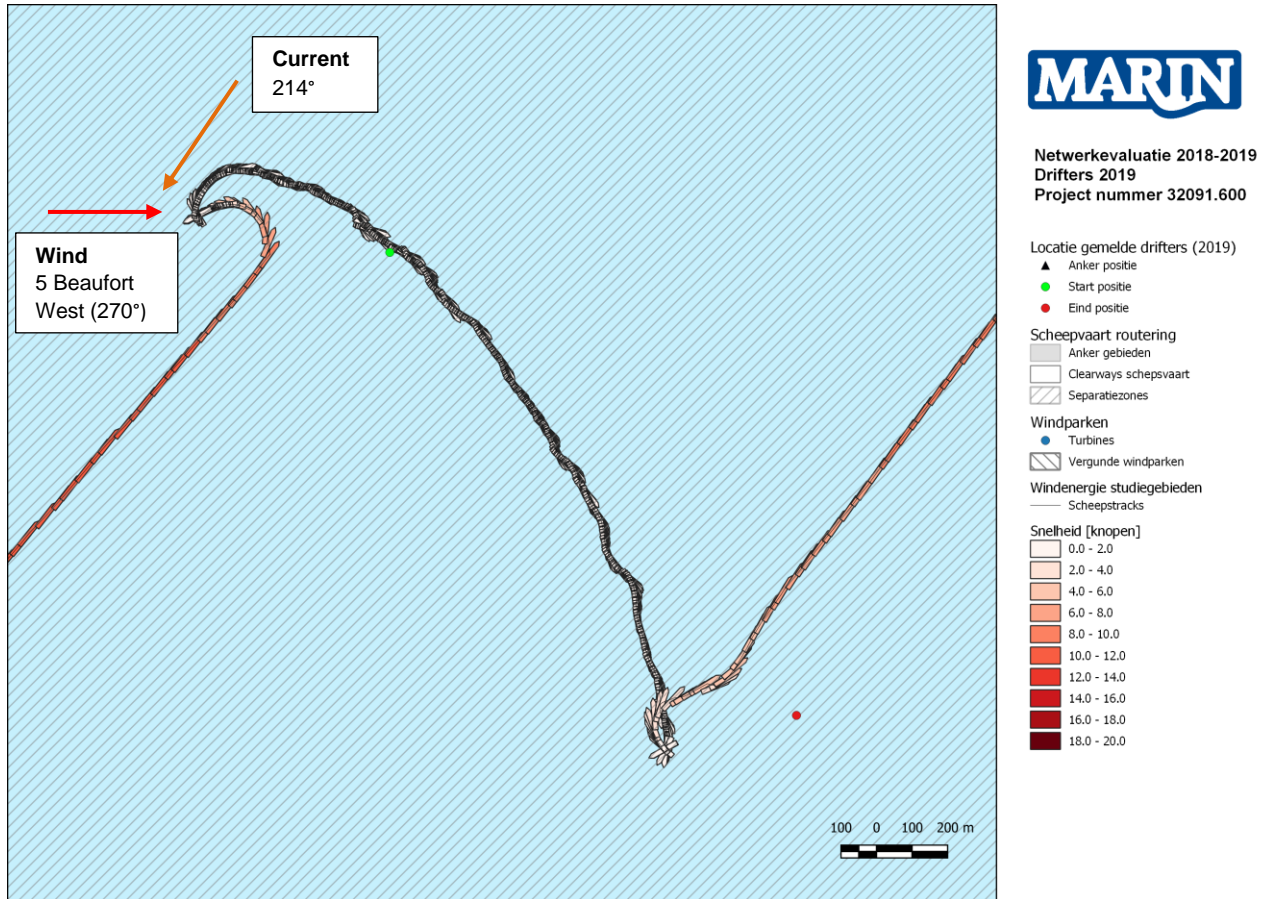 Current
214°
Wind
5 Beaufort
West (270°)
100 0 100 200 m
MARIN
Netwerkevaluatie 2018-2019
Drifters 2019
Project nummer 32091.600
Locatie gemelde drifters (2019)
Anker positie
Start positie
Eind positie
Scheepvaart routering
Anker gebieden
Clearways schepsvaart
Separatiezones
Windparken
Turbines
Vergunde windparken
Windenergie studiegebieden
Scheepstracks
Snelheid [knopen]
0.0 - 2.0
2.0 - 4.0
4.0 - 6.0
6.0 - 8.0
8.0 - 10.0
10.0 - 12.0
12.0 - 14.0
14.0 - 16.0
16.0 - 18.0
18.0 - 20.0